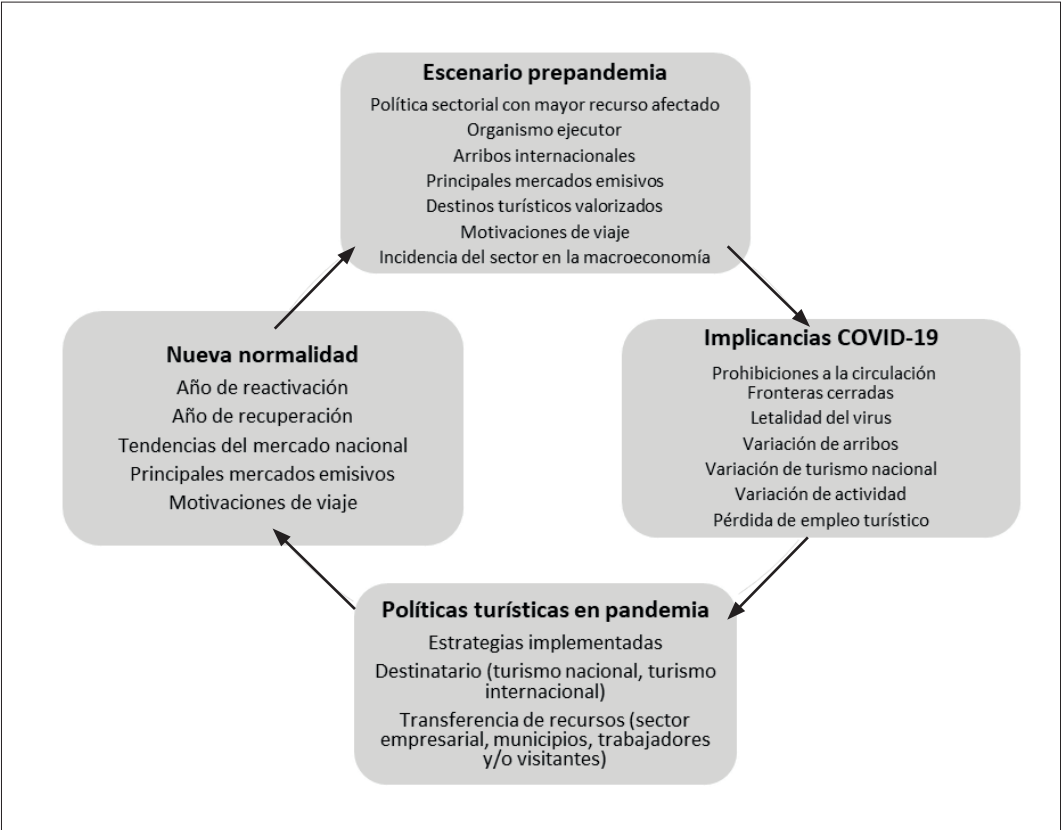 Escenario prepandemia
Política sectorial con mayor recurso afectado
Organismo ejecutor
Arribos internacionales
Principales mercados emisivos
Destinos turísticos valorizados
Motivaciones de viaje
Incidencia del sector en la macroeconomía
Implicancias COVID-19
Prohibiciones a la circulación
Fronteras cerradas
Letalidad del virus
Variación de arribos
Variación de turismo nacional
Variación de actividad
Pérdida de empleo turístico
Políticas turísticas en pandemia
Estrategias implementadas
Destinatario (turismo nacional, turismo
internacional)
Transferencia de recursos (sector
empresarial, municipios, trabajadores
y/o visitantes)
Nueva normalidad
Año de reactivación
Año de recuperación
Tendencias del mercado nacional
Principales mercados emisivos
Motivaciones de viaje